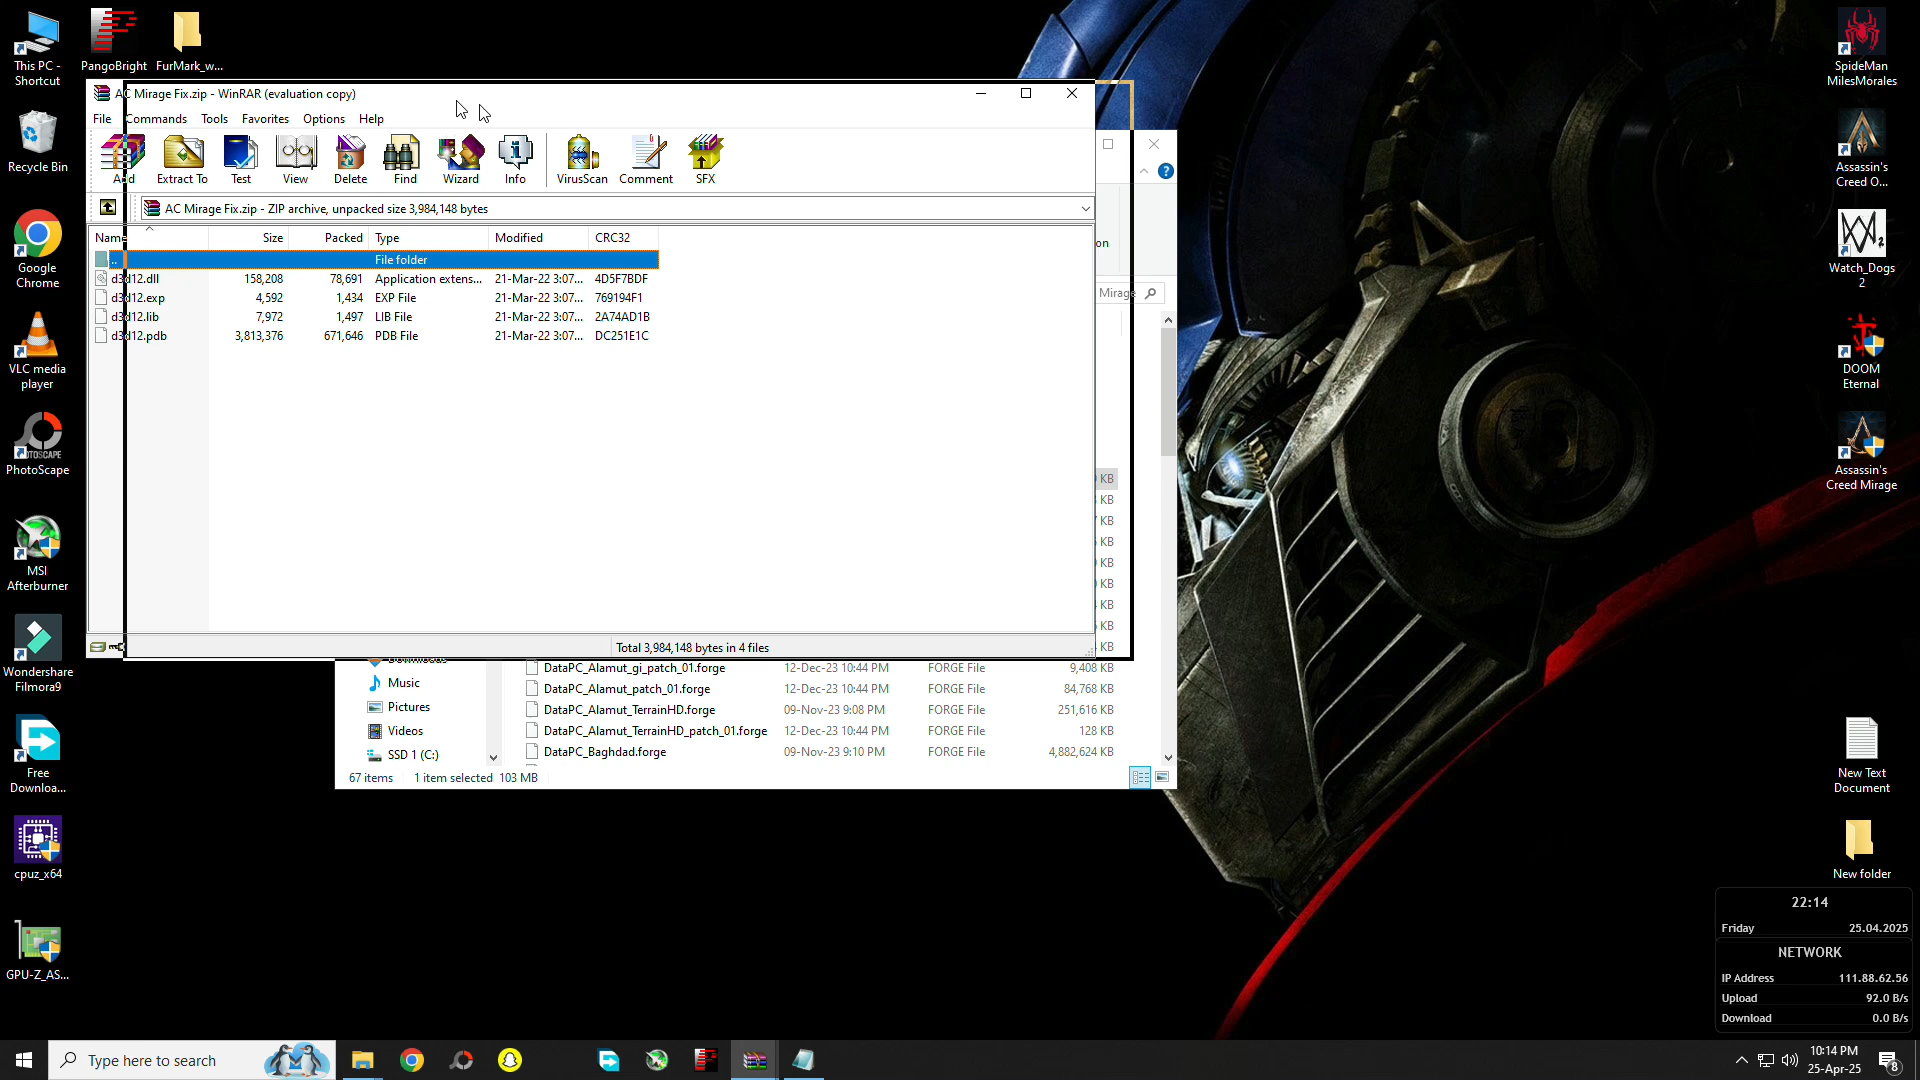 This PC - Shortcut
PangoBright
FurMark_w...
Recycle Bin
Google Chrome
VLC media player
PhotoScape
MSI Afterburner
Wondershare Filmora9
Free Downloa...
cpuz_x64
GPU-Z_AS...
AC Mirage Fix.zip - WinRAR (evaluation copy)
File Commands Tools Favorites Options Help
Add Extract To Test View Delete Find Wizard Info VirusScan Comment SFX
AC Mirage Fix.zip - ZIP archive, unpacked size 3,984,148 bytes
Name Size Packed Type Modified CRC32
.. File folder
d3d12.dll 158,208 78,691 Application extens... 21-Mar-22 3:07... 4D5F7BDF
d3d12.exp 4,592 1,434 EXP File 21-Mar-22 3:07... 769194F1
d3d12.lib 7,972 1,497 LIB File 21-Mar-22 3:07... 2A74AD1B
d3d12.pdb 3,813,376 671,646 PDB File 21-Mar-22 3:07... DC251E1C
Total 3,984,148 bytes in 4 files
on
Mirage
KB
KB
KB
KB
KB
KB
KB
KB
KB
DataPC_Alamut_gi_patch_01.forge 12-Dec-23 10:44 PM FORGE File 9,408 KB
Music DataPC_Alamut_patch_01.forge 12-Dec-23 10:44 PM FORGE File 84,768 KB
Pictures DataPC_Alamut_TerrainHD.forge 09-Nov-23 9:08 PM FORGE File 251,616 KB
Videos DataPC_Alamut_TerrainHD_patch_01.forge 12-Dec-23 10:44 PM FORGE File 128 KB
SSD 1 (C:) DataPC_Baghdad.forge 09-Nov-23 9:10 PM FORGE File 4,882,624 KB
67 items 1 item selected 103 MB
SpideMan MilesMorales
Assassin's Creed O...
Watch_Dogs 2
DOOM Eternal
Assassin's Creed Mirage
New Text Document
New folder
22:14
Friday 25.04.2025
NETWORK
IP Address 111.88.62.56
Upload 92.0 B/s
Download 0.0 B/s
Type here to search
10:14 PM
25-Apr-25
8